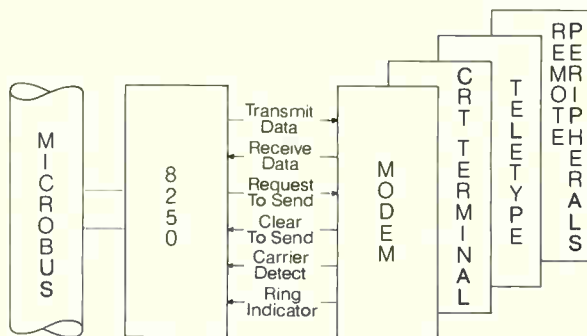 MICROBUS
8250
Transmit
Data
Receive
Data
Request
To Send
Clear
To Send
Carrier
Detect
Ring
Indicator
MODEM
CRT TERMINAL
TELETYPE
REMOTE
PERIPHERALS